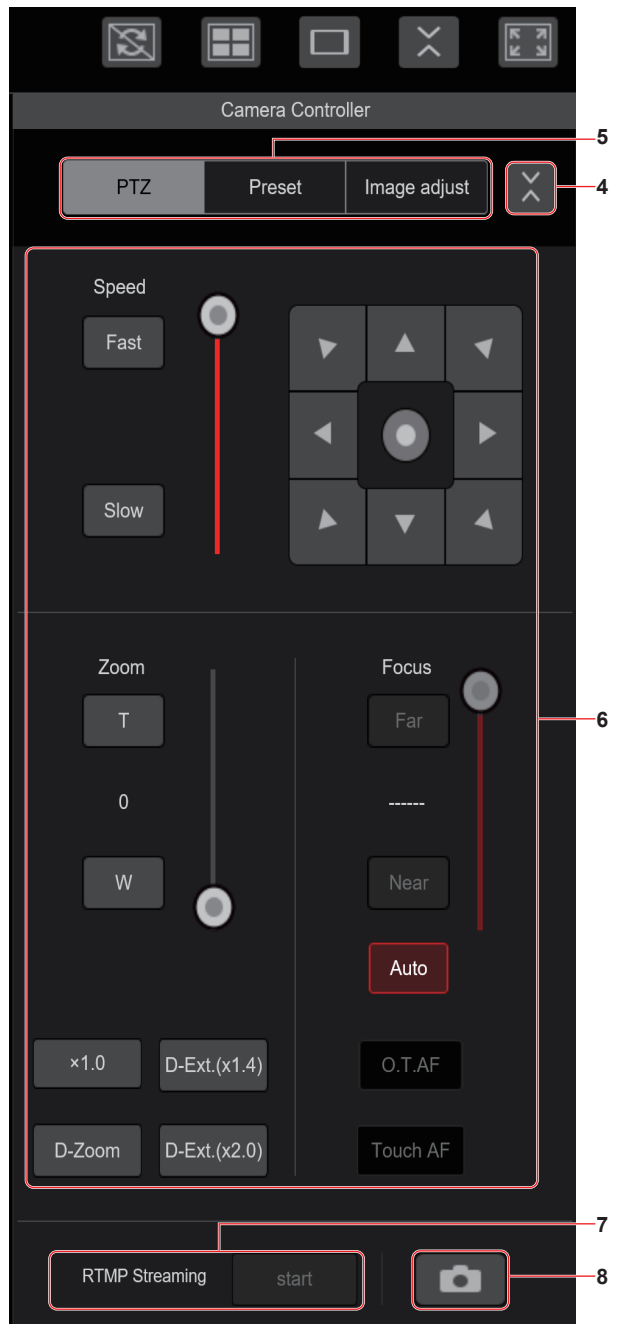 Camera Controller
5
PTZ Preset Image adjust
4
Speed
Fast
Slow
Zoom Focus
T Far
6
0 ------
W Near
Auto
×1.0 D-Ext.(x1.4) O.T.AF
D-Zoom D-Ext.(x2.0) Touch AF
7
RTMP Streaming start
8